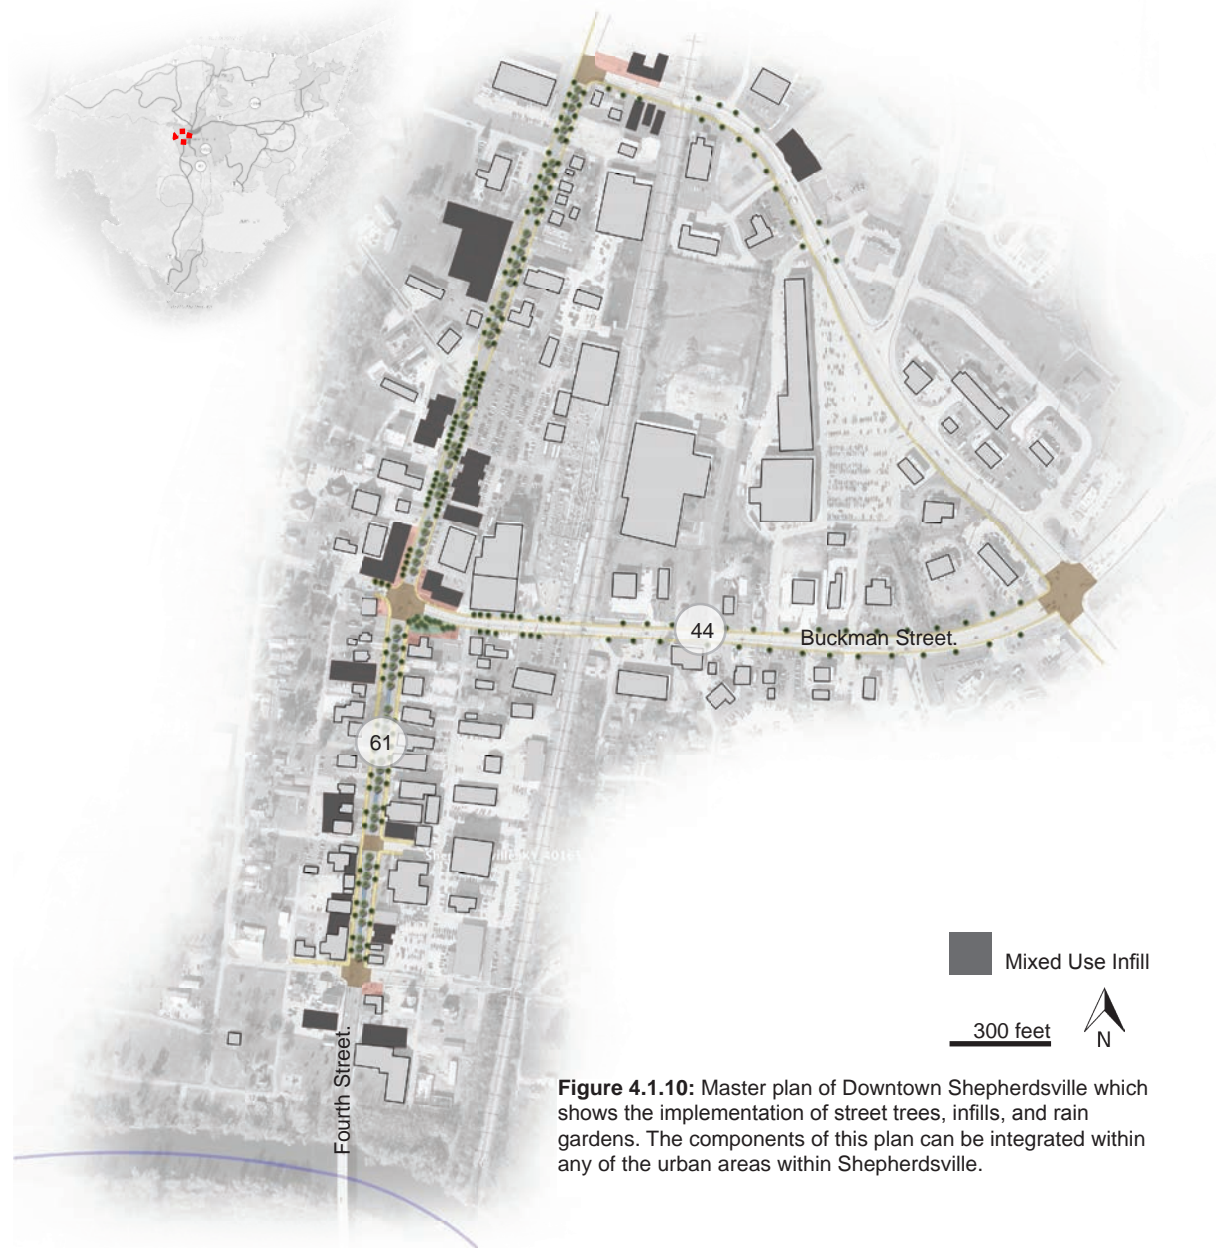 44
Buckman Street.
61
Mixed Use Infill
300 feet
N
Fourth Street.
Figure 4.1.10: Master plan of Downtown Shepherdsville which
shows the implementation of street trees, infills, and rain
gardens. The components of this plan can be integrated within
any of the urban areas within Shepherdsville.